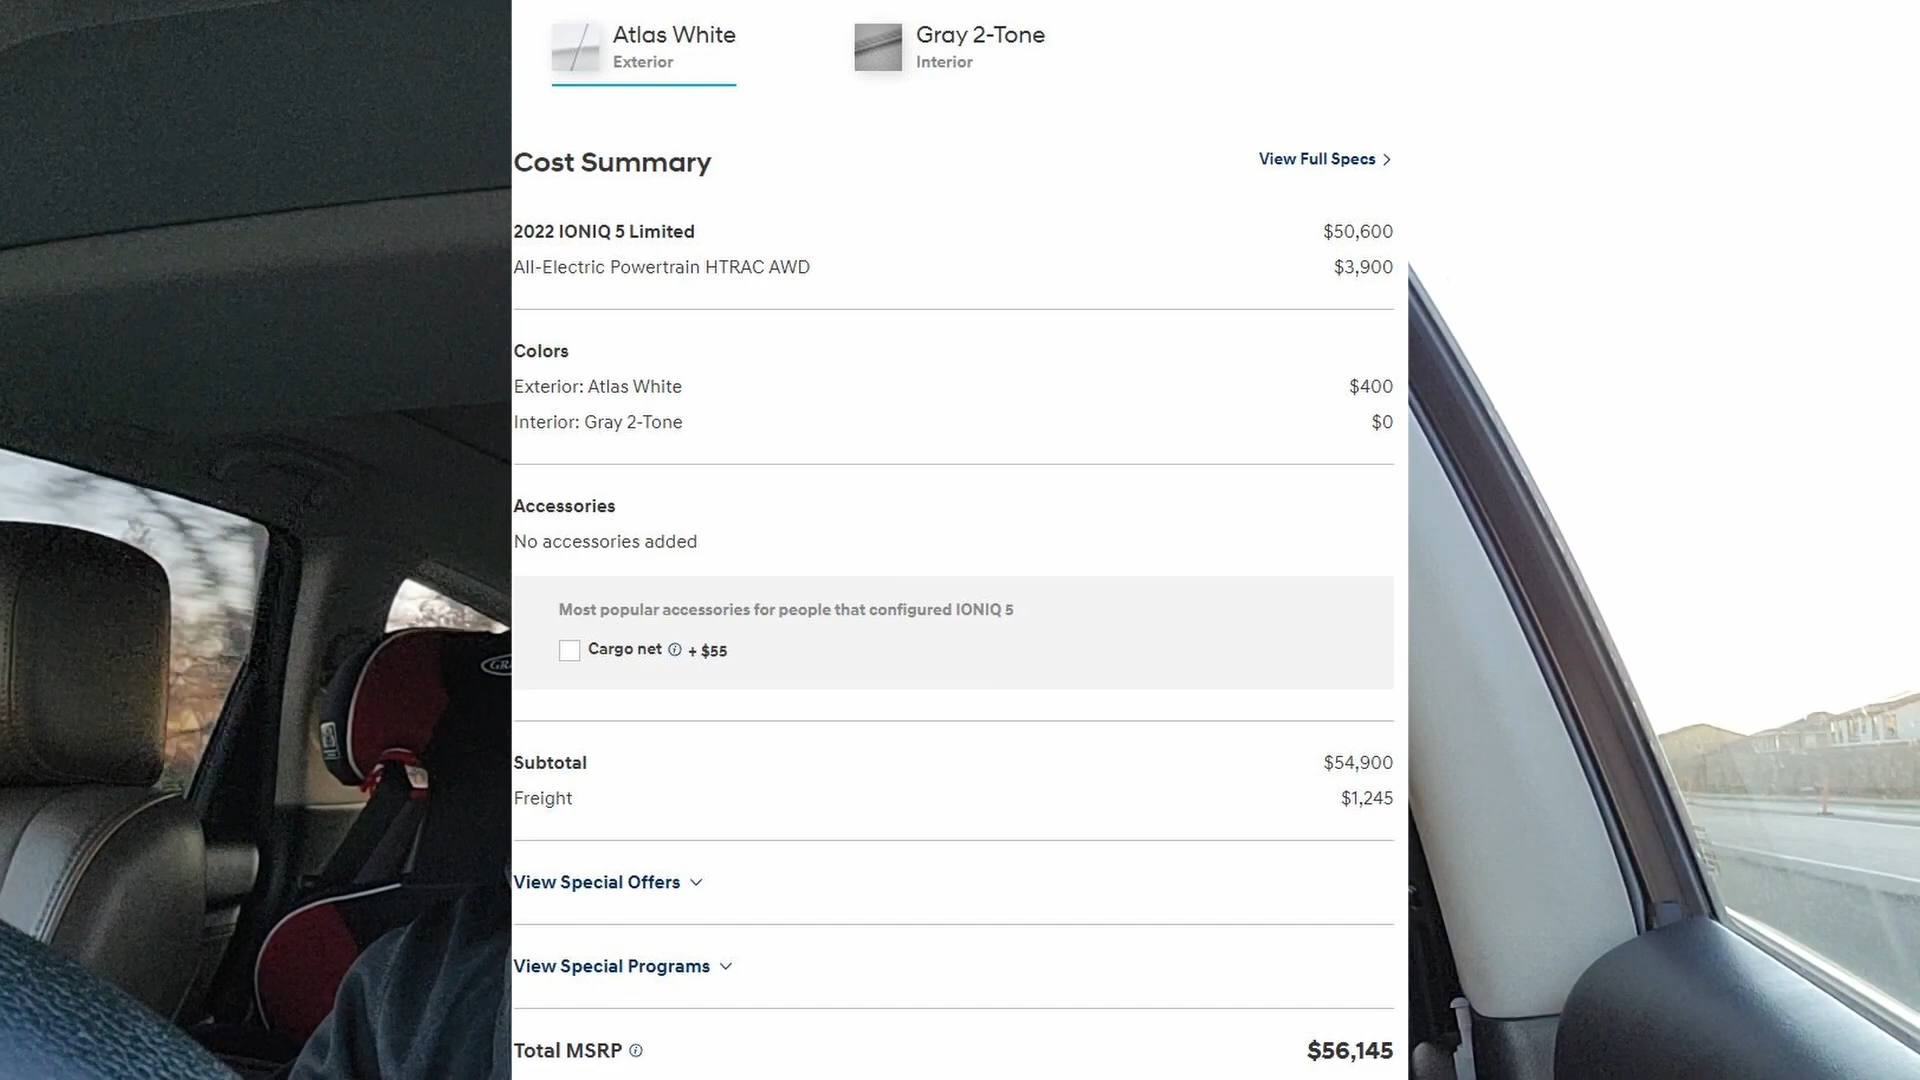 Atlas White
Exterior
Gray 2-Tone
Interior
Cost Summary
View Full Specs
2022 IONIQ 5 Limited $50,600
All-Electric Powertrain HTRAC AWD $3,900
Colors
Exterior: Atlas White $400
Interior: Gray 2-Tone $0
Accessories
No accessories added
Most popular accessories for people that configured IONIQ 5
Cargo net + $55
Subtotal $54,900
Freight $1,245
View Special Offers
View Special Programs
Total MSRP $56,145